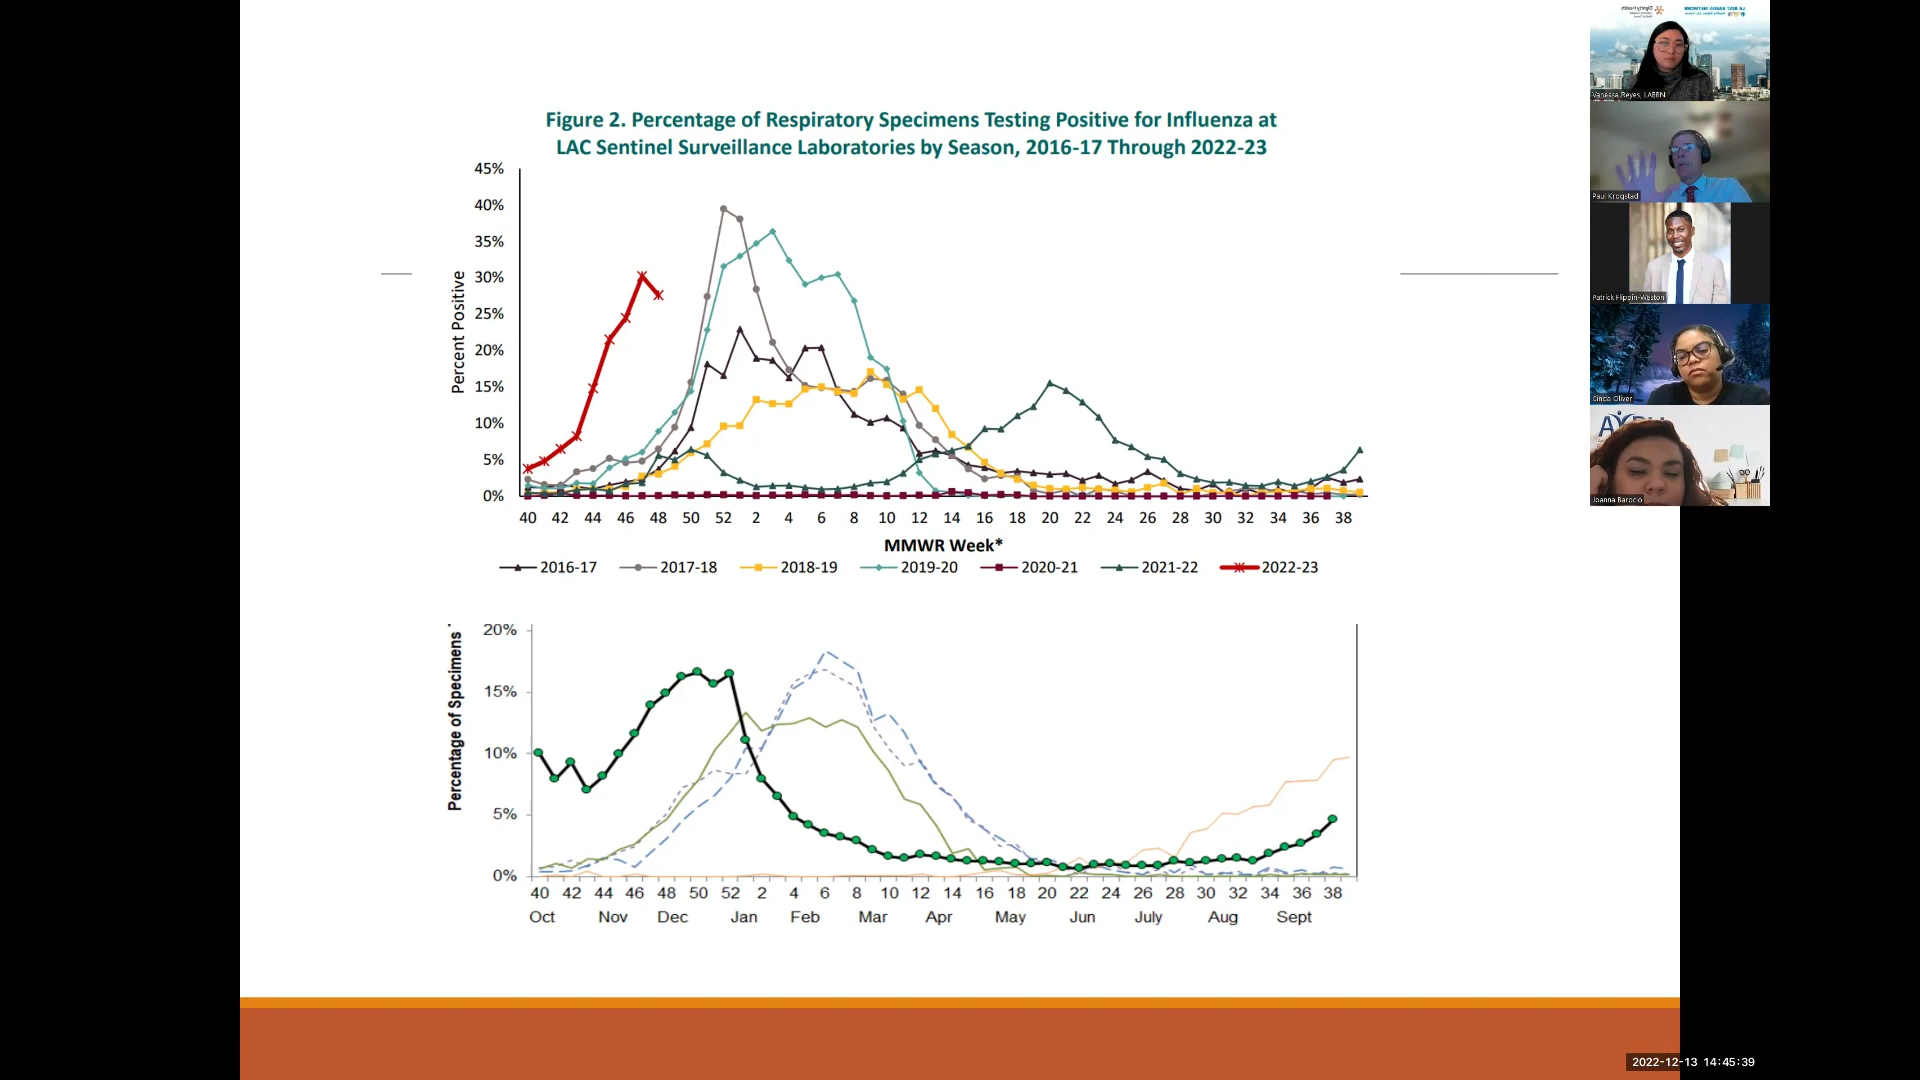 Figure 2. Percentage of Respiratory Specimens Testing Positive for Influenza at
LAC Sentinel Surveillance Laboratories by Season, 2016-17 Through 2022-23
45%
40%
35%
30%
25%
20%
15%
10%
5%
0%
Percent Positive
40 42 44 46 48 50 52 2 4 6 8 10 12 14 16 18 20 22 24 26 28 30 32 34 36 38
MMWR Week*
2016-17 2017-18 2018-19 2019-20 2020-21 2021-22 2022-23
Percentage of Specimens
20%
15%
10%
5%
0%
40 42 44 46 48 50 52 2 4 6 8 10 12 14 16 18 20 22 24 26 28 30 32 34 36 38
Oct Nov Dec Jan Feb Mar Apr May Jun July Aug Sept
Vanessa Reyes, LABBN
Paul Krogstad
Patrick Flippin-Weston
Cinda Oliver
Joanna Barocio
2022-12-13 14:45:39